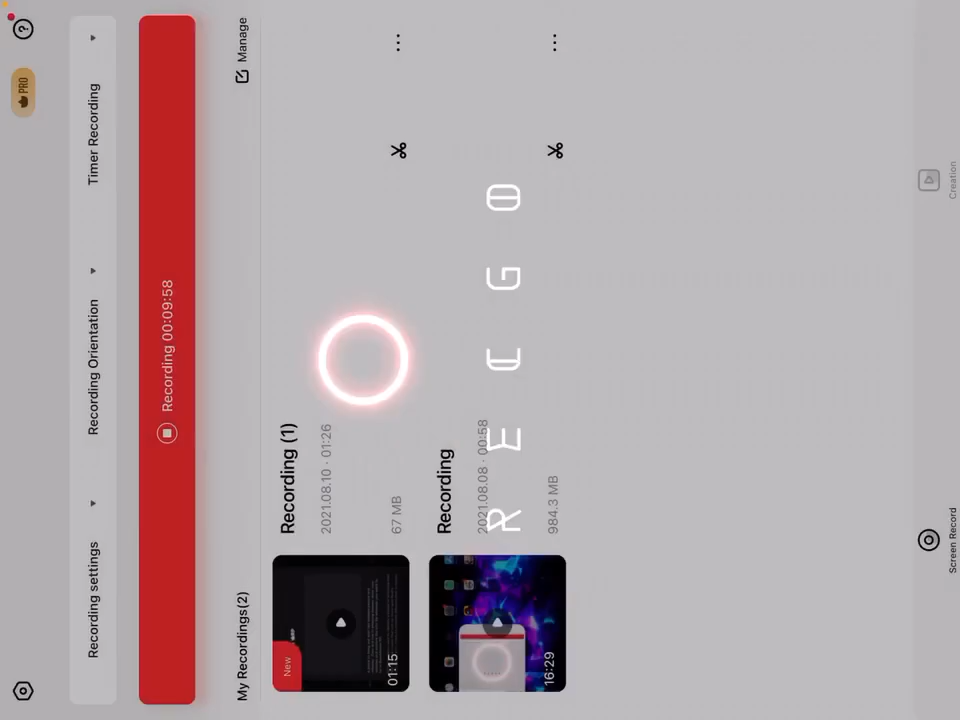 PRO
?
Recording settings
Recording Orientation
Timer Recording
Recording 00:09:58
My Recordings(2)
Manage
New
01:15
Recording (1)
2021.08.10 · 01:26
67 MB
16:29
Recording
2021.08.08 · 00:58
984.3 MB
RECGO
Screen Record
Creation